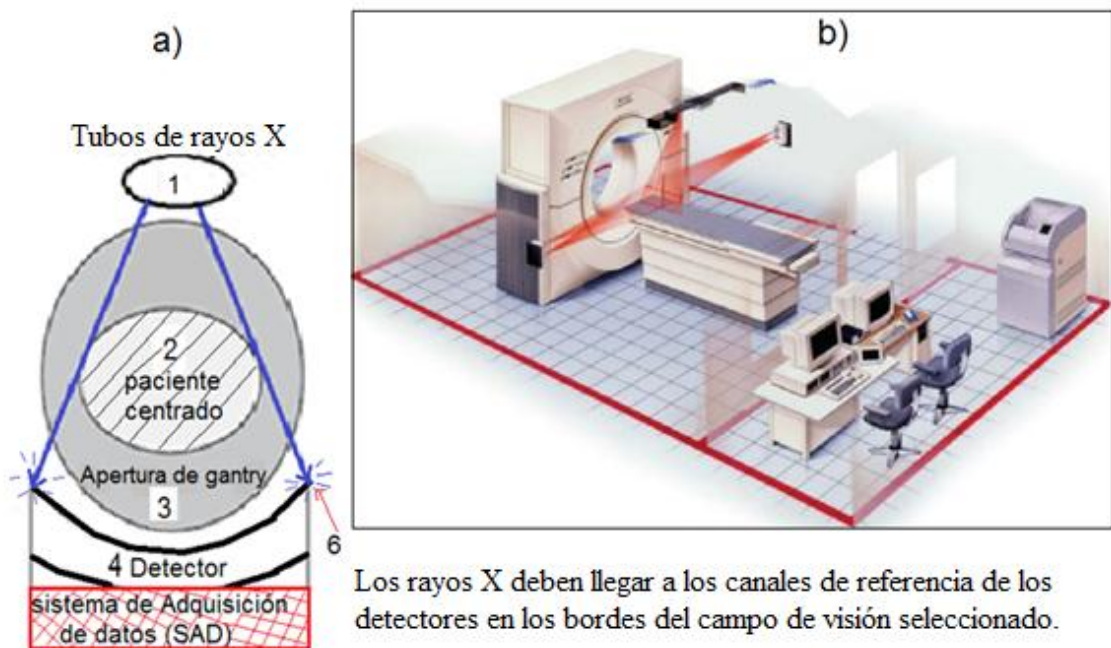 a)
Tubos de rayos X
1
2
paciente
centrado
Apertura de gantry
3
6
4 Detector
sistema de Adquisición
de datos (SAD)
b)
Los rayos X deben llegar a los canales de referencia de los
detectores en los bordes del campo de visión seleccionado.